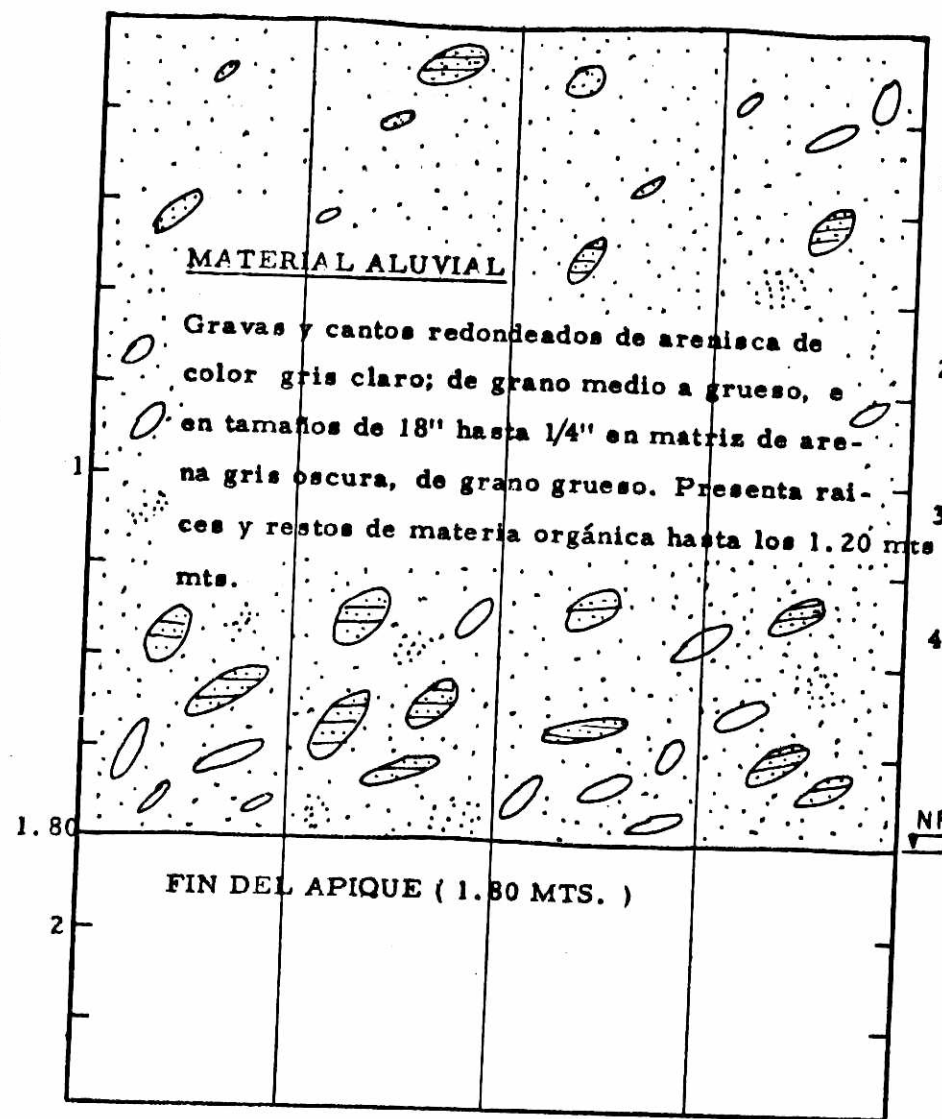 MATERIAL ALUVIAL
Gravas y cantos redondeados de arenisca de
color gris claro; de grano medio a grueso, e
en tamaños de 18" hasta 1/4" en matriz de are-
na gris oscura, de grano grueso. Presenta rai-
ces y restos de materia orgánica hasta los 1.20 mts
mts.
1
3
4
1.80
FIN DEL APIQUE ( 1.80 MTS. )
2